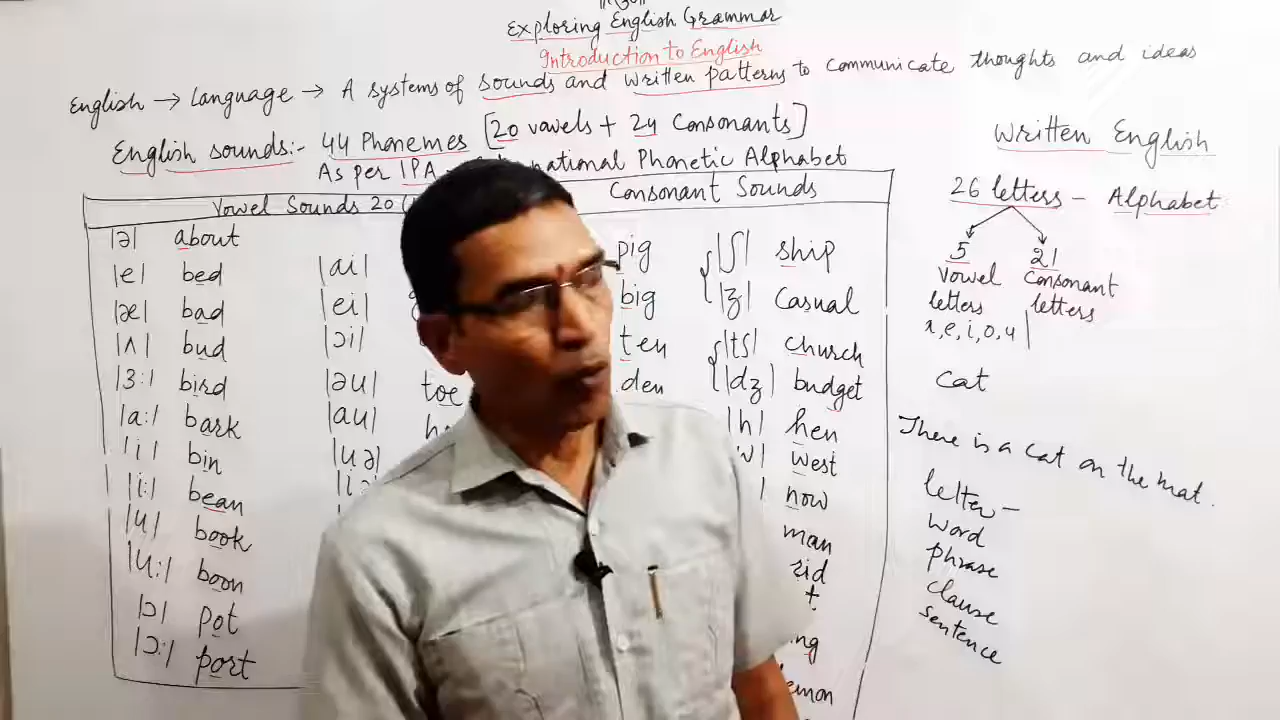 Exploring English Grammar
Introduction to English
English → Language → A systems of sounds and written patterns to communicate thoughts and ideas
English sounds:- 44 Phonemes [20 vowels + 24 Consonants]
As per IPA national Phonetic Alphabet
Vowel Sounds 20
|ə| about
|e| bed
|æ| bad
|ʌ| bud
|3:| bird
|a:| bark
|i| bin
|i:| bean
|u| book
|u:| boon
|ɔ| pot
|ɔ:| port
|ai|
|ei|
|ɔi|
|əu| toe
|au|
|uə|
Consonant Sounds
pig
big
ten
den
|ʃ| ship
|ʒ| casual
|tʃ| church
|dʒ| budget
|h| hen
west
now
man
Written English
26 letters - Alphabet
5 vowel letters
21 consonant letters
cat
There is a cat on the mat.
letter -
word
phrase
clause
sentence